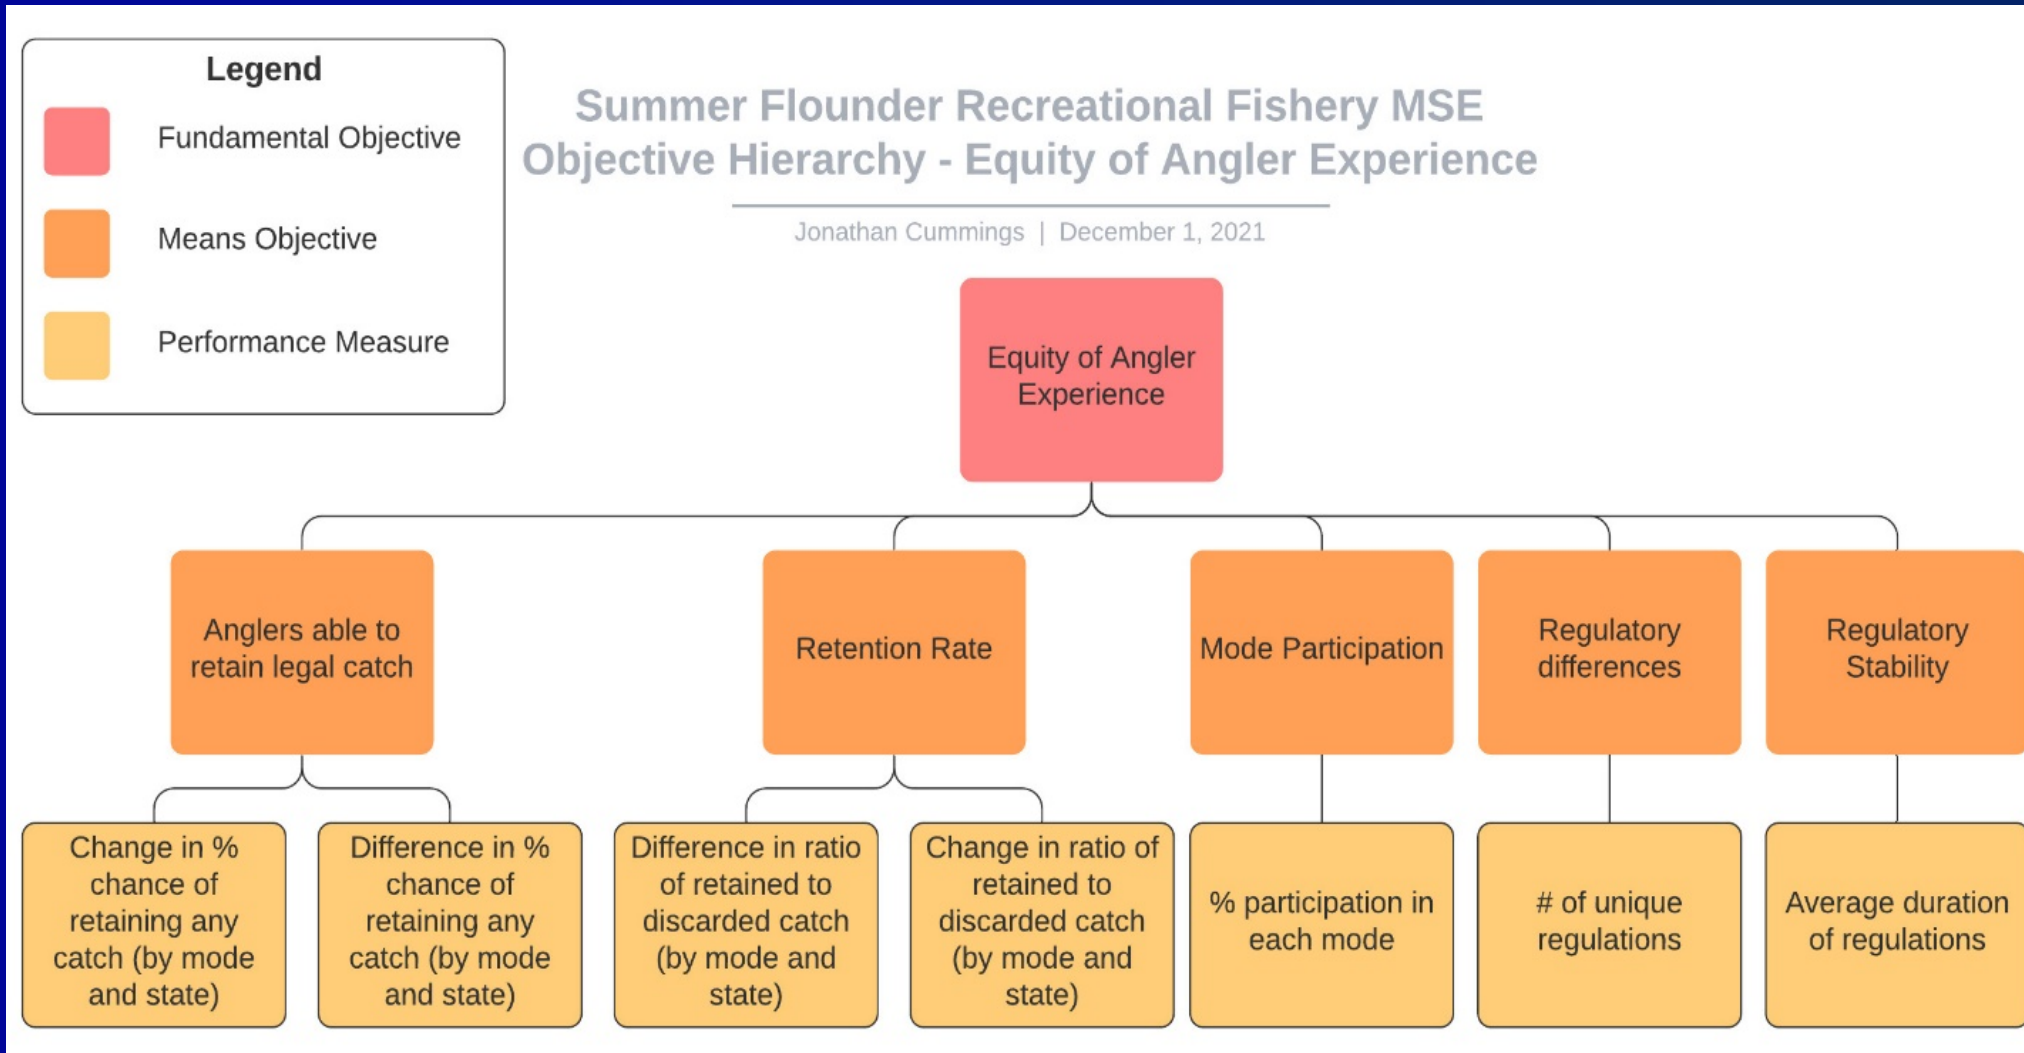 Legend
Fundamental Objective
Means Objective
Performance Measure
Summer Flounder Recreational Fishery MSE
Objective Hierarchy - Equity of Angler Experience
Jonathan Cummings | December 1, 2021
Equity of Angler
Experience
Anglers able to
retain legal catch
Retention Rate
Mode Participation
Regulatory
differences
Regulatory
Stability
Change in %
chance of
retaining any
catch (by mode
and state)
Difference in %
chance of
retaining any
catch (by mode
and state)
Difference in ratio
of retained to
discarded catch
(by mode and
state)
Change in ratio of
retained to
discarded catch
(by mode and
state)
% participation in
each mode
# of unique
regulations
Average duration
of regulations